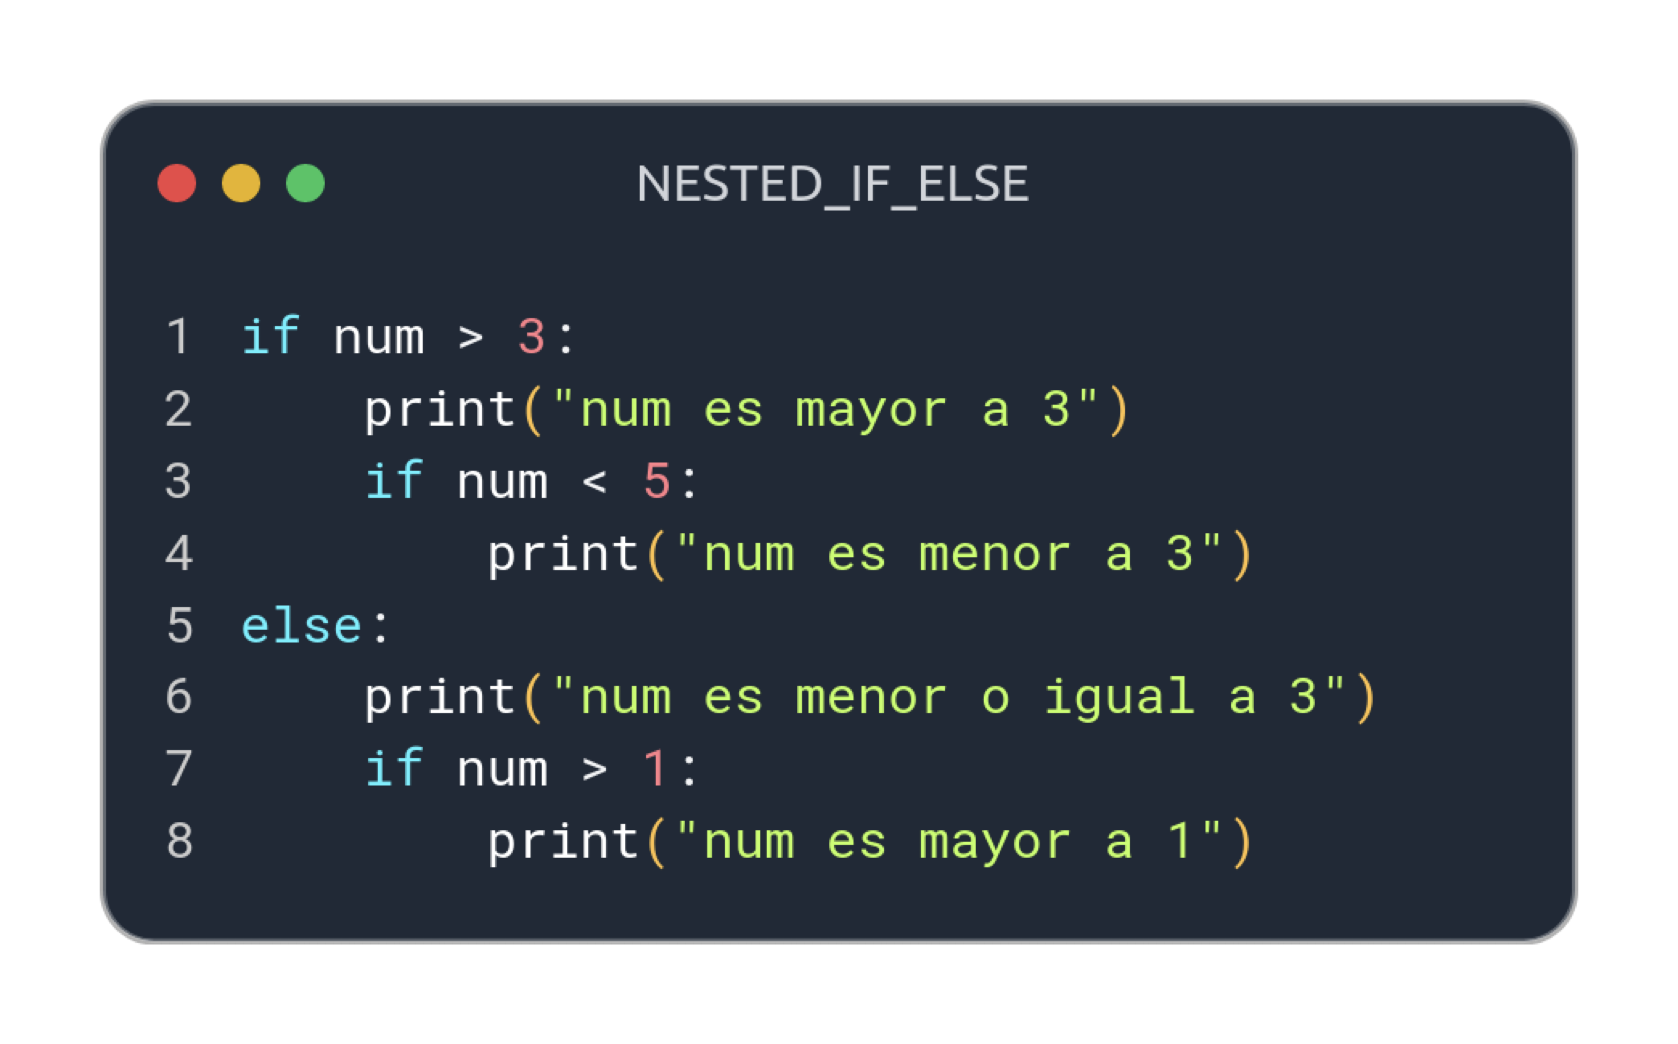 NESTED_IF_ELSE
1 if num > 3:
2     print("num es mayor a 3")
3     if num < 5:
4         print("num es menor a 3")
5 else:
6     print("num es menor o igual a 3")
7     if num > 1:
8         print("num es mayor a 1")